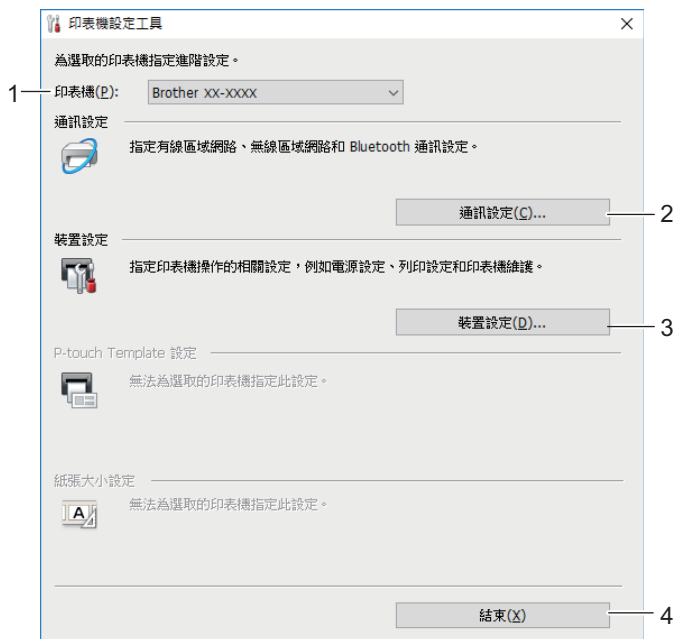 印表機設定工具
為選取的印表機指定進階設定。
1 印表機(P): Brother XX-XXXX
通訊設定
指定有線區域網路、無線區域網路和 Bluetooth 通訊設定。
通訊設定(C)... 2
裝置設定
指定印表機操作的相關設定，例如電源設定、列印設定和印表機維護。
裝置設定(D)... 3
P-touch Template 設定
無法為選取的印表機指定此設定。
紙張大小設定
A 無法為選取的印表機指定此設定。
結束(X) 4